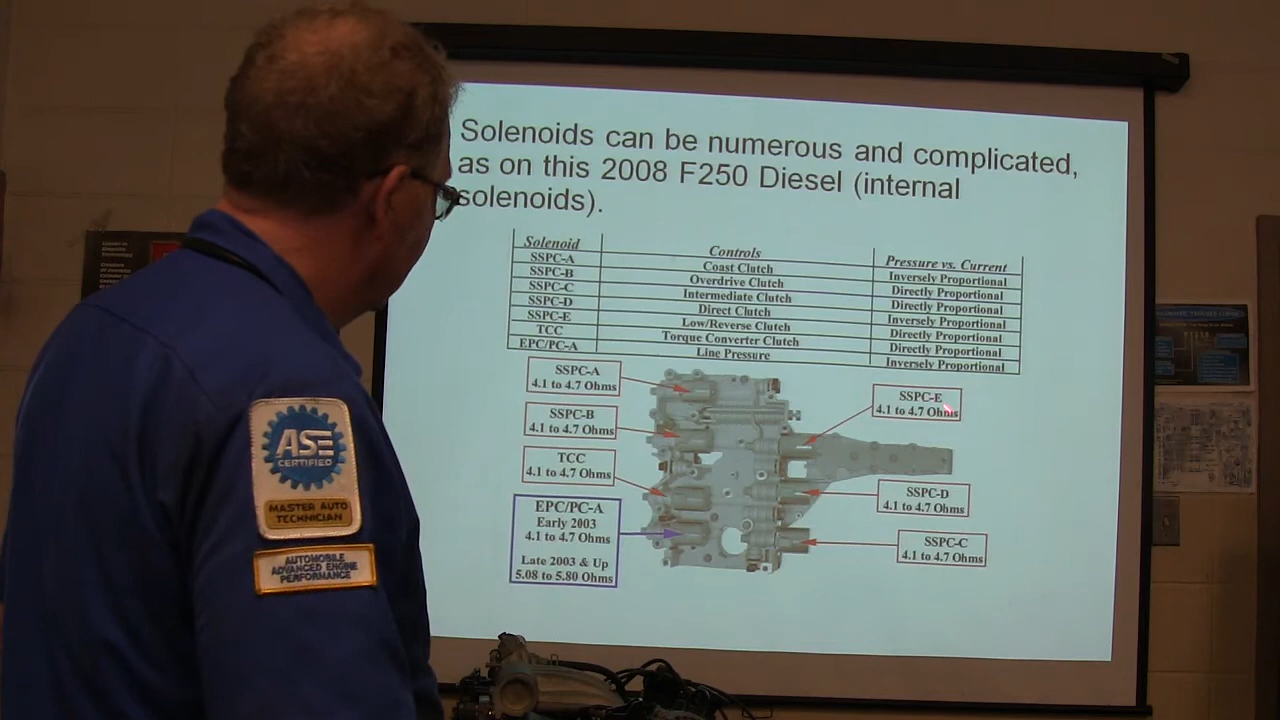 Solenoids can be numerous and complicated,
as on this 2008 F250 Diesel (internal
solenoids).
Solenoid Controls Pressure vs. Current
SSPC-A Coast Clutch Inversely Proportional
SSPC-B Overdrive Clutch Directly Proportional
SSPC-C Intermediate Clutch Directly Proportional
SSPC-D Direct Clutch Inversely Proportional
SSPC-E Low/Reverse Clutch Directly Proportional
TCC Torque Converter Clutch Directly Proportional
EPC/PC-A Line Pressure Inversely Proportional
SSPC-A
4.1 to 4.7 Ohms
SSPC-B
4.1 to 4.7 Ohms
TCC
4.1 to 4.7 Ohms
EPC/PC-A
Early 2003
4.1 to 4.7 Ohms
Late 2003 & Up
5.08 to 5.80 Ohms
SSPC-E
4.1 to 4.7 Ohms
SSPC-D
4.1 to 4.7 Ohms
SSPC-C
4.1 to 4.7 Ohms
ASE
CERTIFIED
MASTER AUTO
TECHNICIAN
AUTOMOBILE
ADVANCED ENGINE
PERFORMANCE